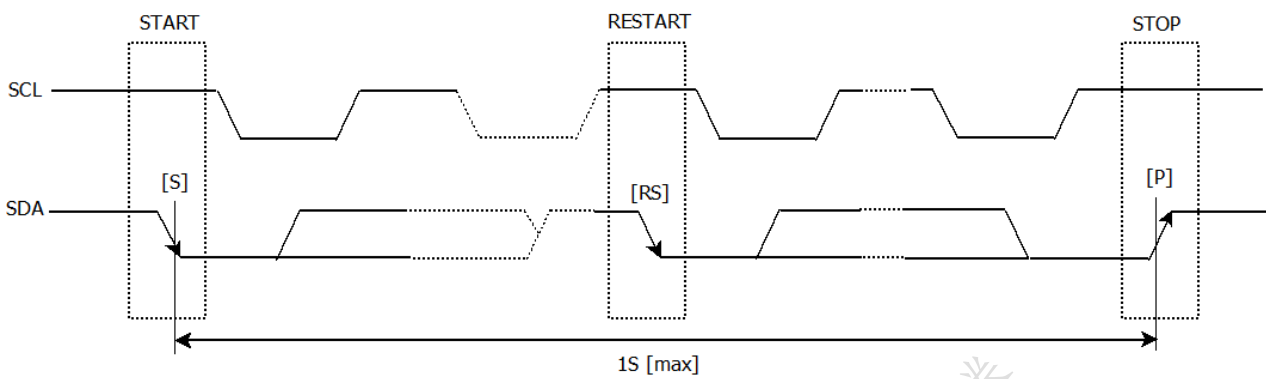 START
RESTART
STOP
SCL
[S]
[RS]
[P]
SDA
1S [max]